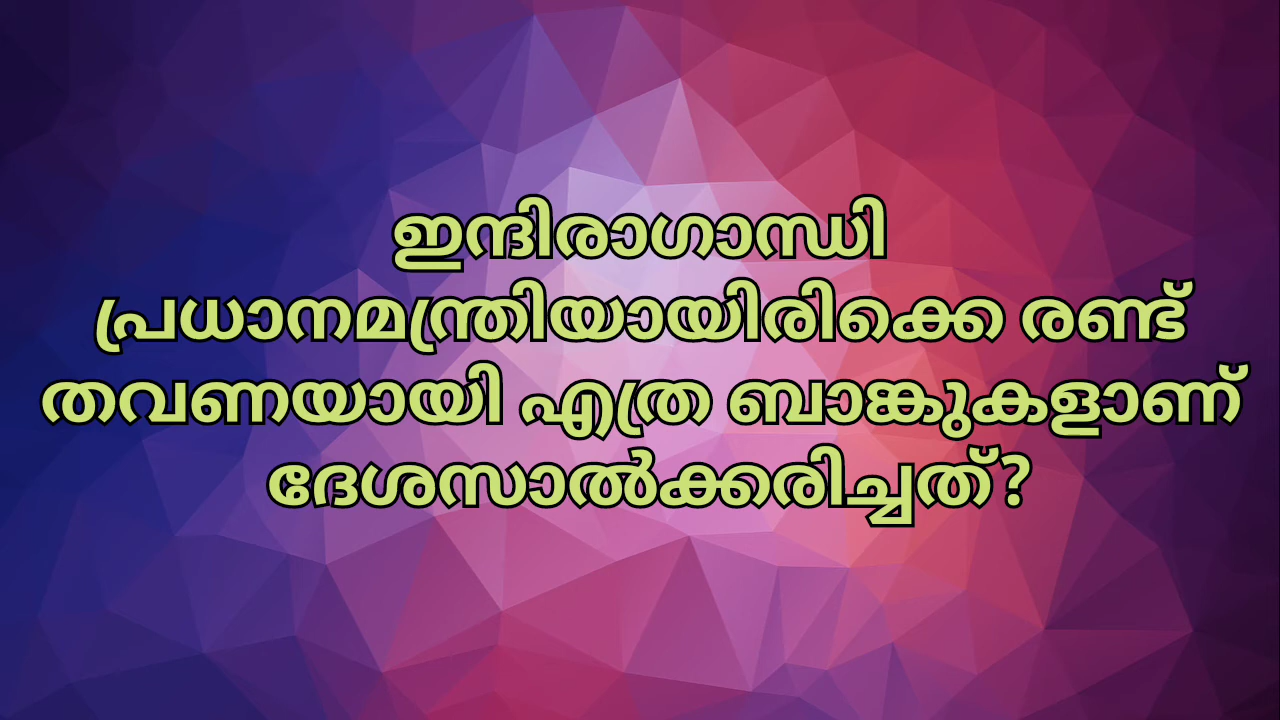 ഇന്ദിരാഗാന്ധി
പ്രധാനമന്ത്രിയായിരിക്കെ രണ്ട്
തവണയായി എത്ര ബാങ്കുകളാണ്
ദേശസാൽക്കരിച്ചത്?